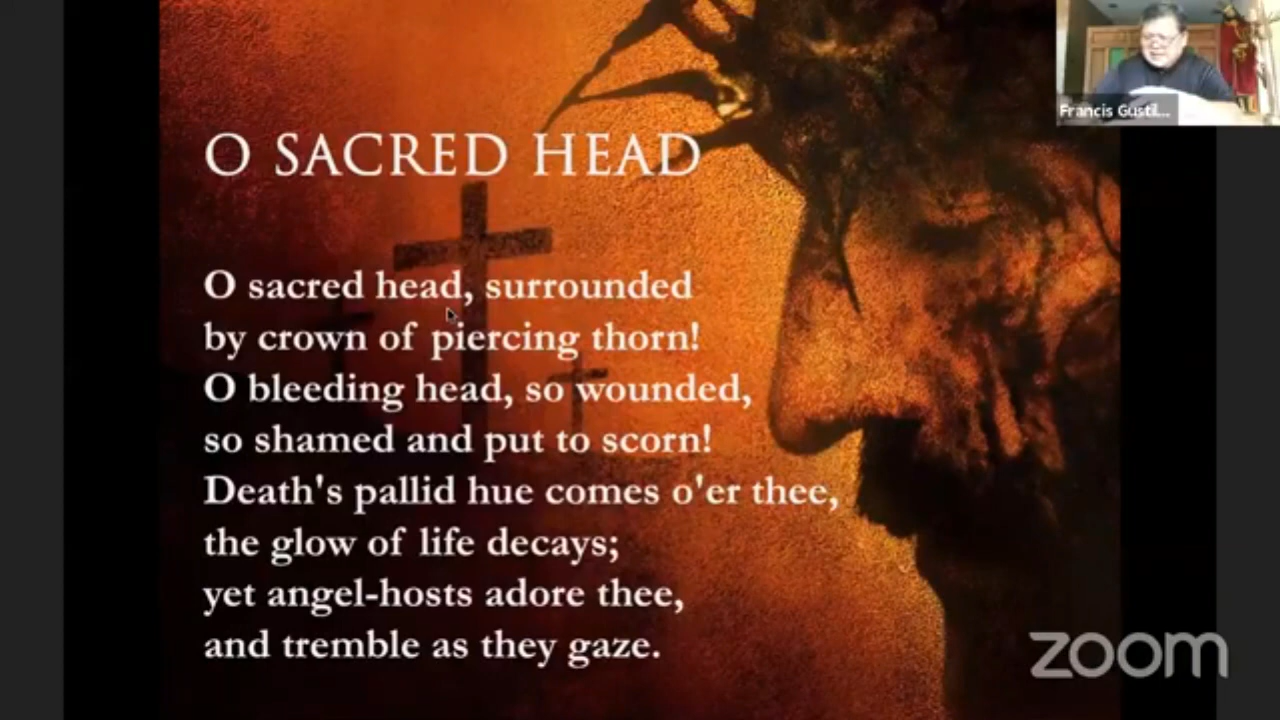 Francis Gustil...
O SACRED HEAD
O sacred head, surrounded
by crown of piercing thorn!
O bleeding head, so wounded,
so shamed and put to scorn!
Death's pallid hue comes o'er thee,
the glow of life decays;
yet angel-hosts adore thee,
and tremble as they gaze.
zoom